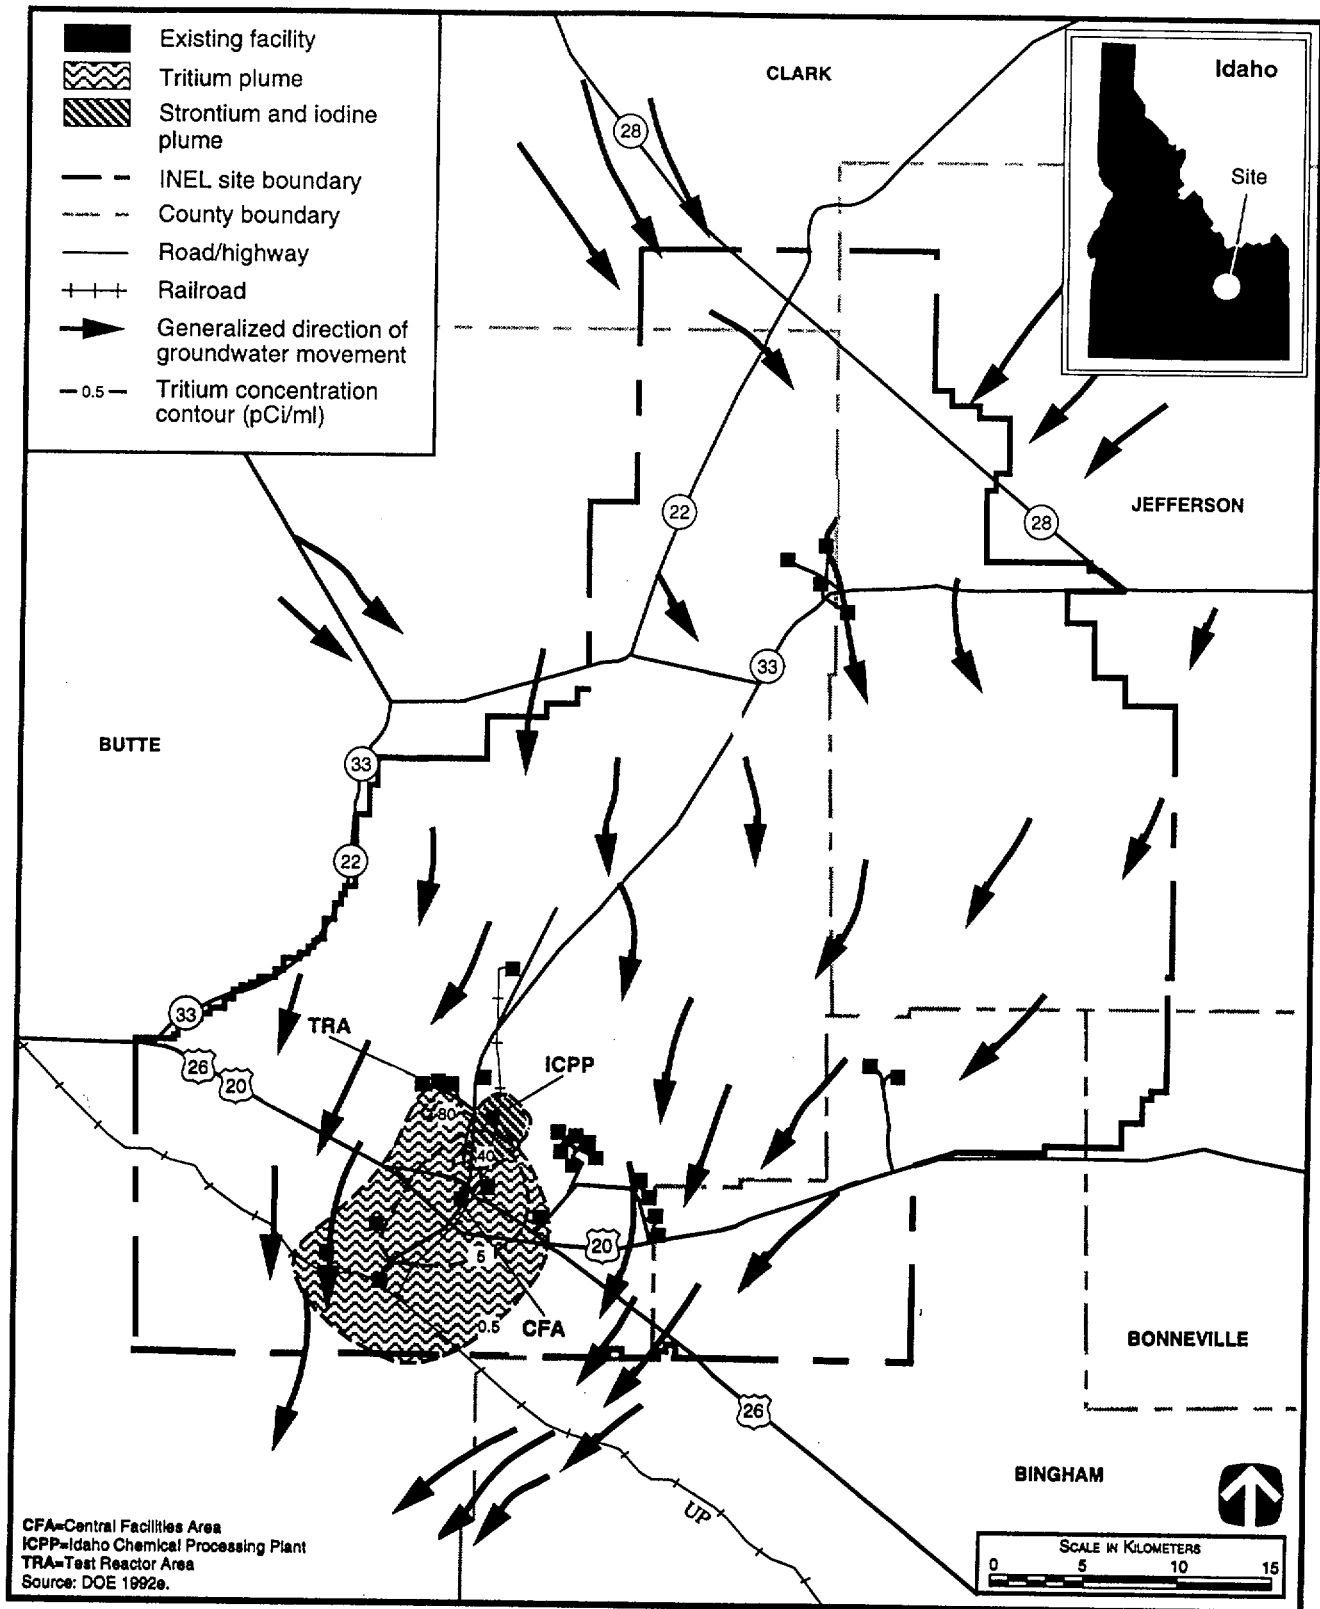 Existing facility
Tritium plume
Strontium and iodine
plume
INEL site boundary
County boundary
Road/highway
Railroad
Generalized direction of
groundwater movement
0.5
Tritium concentration
contour (pCi/ml)
Idaho
Site
CLARK
28
22
JEFFERSON
28
33
BUTTE
33
22
33
26
20
TRA
ICPP
80
40
5
0.5
CFA
20
26
BONNEVILLE
BINGHAM
UP
CFA=Central Facilities Area
ICPP=Idaho Chemical Processing Plant
TRA=Test Reactor Area
Source: DOE 1992e.
SCALE IN KILOMETERS
0 5 10 15